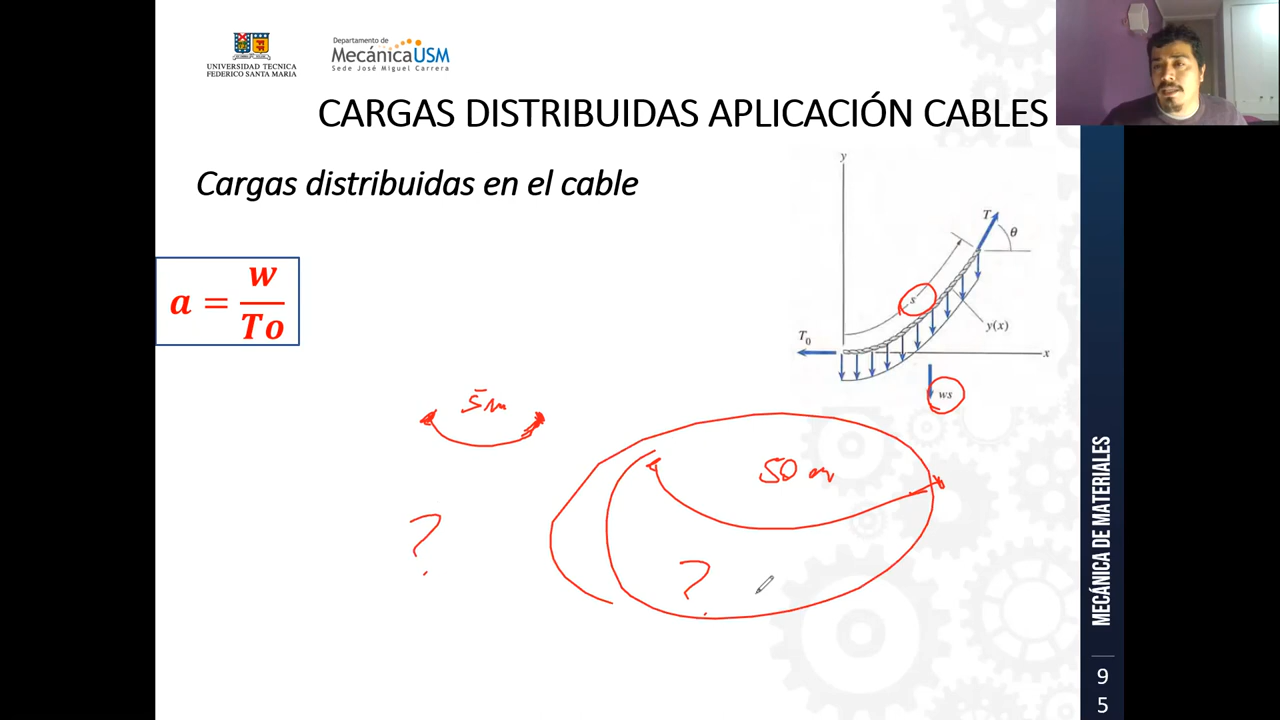 UNIVERSIDAD TECNICA
FEDERICO SANTA MARIA
Departamento de
MecánicaUSM
Sede José Miguel Carrera
CARGAS DISTRIBUIDAS APLICACIÓN CABLES
Cargas distribuidas en el cable
a = w
To
y
T
θ
s
y(x)
T0
x
ws
5m
50 m
?
?
MECÁNICA DE MATERIALES
9
5